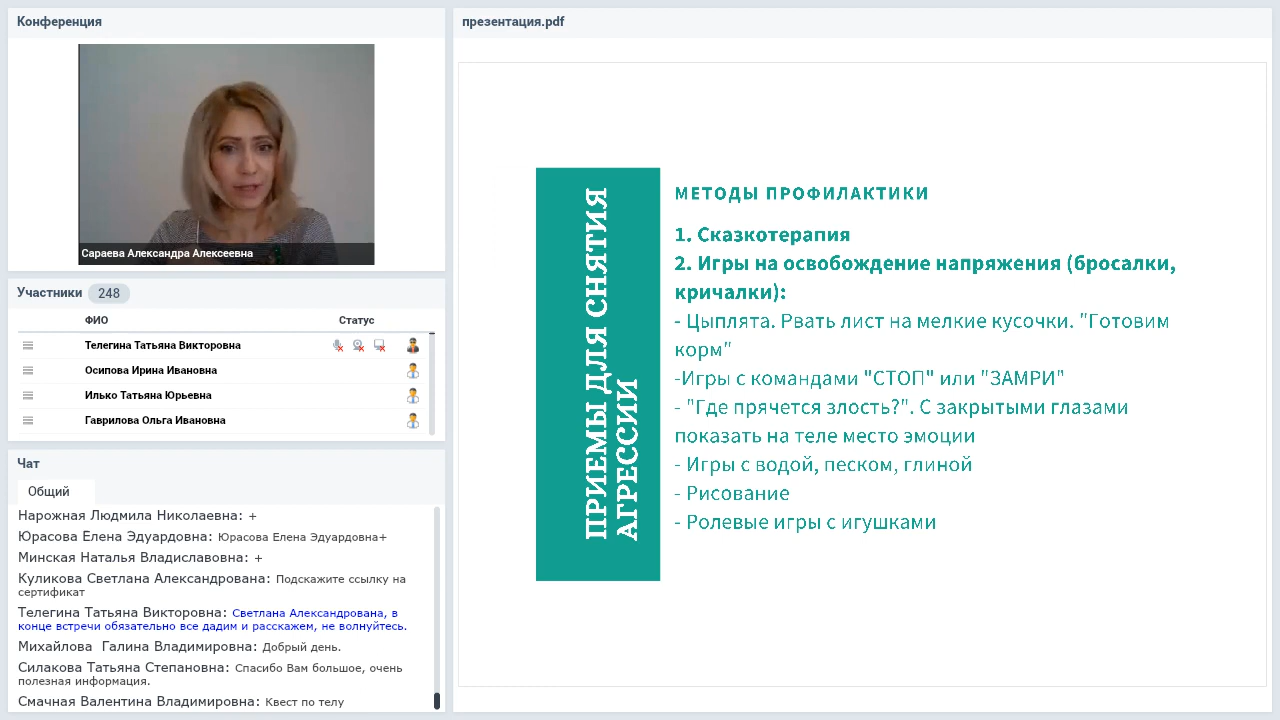 Конференция
Сараева Александра Алексеевна
Участники 248
ФИО Статус
Телегина Татьяна Викторовна
Осипова Ирина Ивановна
Илько Татьяна Юрьевна
Гаврилова Ольга Ивановна
Чат
Общий
Нарожная Людмила Николаевна: +
Юрасова Елена Эдуардовна: Юрасова Елена Эдуардовна+
Минская Наталья Владиславовна: +
Куликова Светлана Александрована: Подскажите ссылку на
сертификат
Телегина Татьяна Викторовна: Светлана Александрована, в
конце встречи обязательно все дадим и расскажем, не волнуйтесь.
Михайлова  Галина Владимировна: Добрый день.
Силакова Татьяна Степановна: Спасибо Вам большое, очень
полезная информация.
Смачная Валентина Владимировна: Квест по телу
презентация.pdf
ПРИЕМЫ ДЛЯ СНЯТИЯ
АГРЕССИИ
МЕТОДЫ ПРОФИЛАКТИКИ
1. Сказкотерапия
2. Игры на освобождение напряжения (бросалки,
кричалки):
- Цыплята. Рвать лист на мелкие кусочки. "Готовим
корм"
-Игры с командами "СТОП" или "ЗАМРИ"
- "Где прячется злость?". С закрытыми глазами
показать на теле место эмоции
- Игры с водой, песком, глиной
- Рисование
- Ролевые игры с игушками